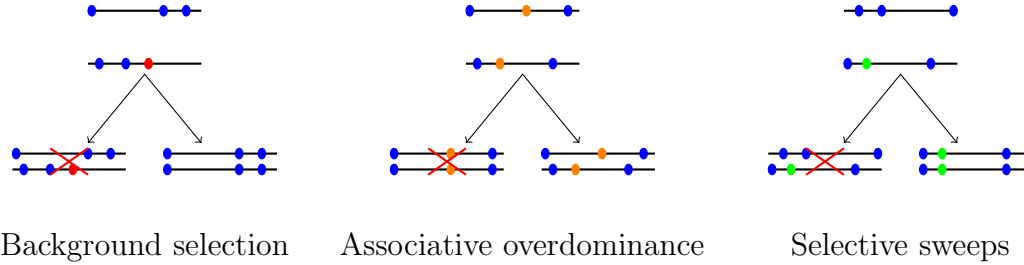 Background selection
Associative overdominance
Selective sweeps